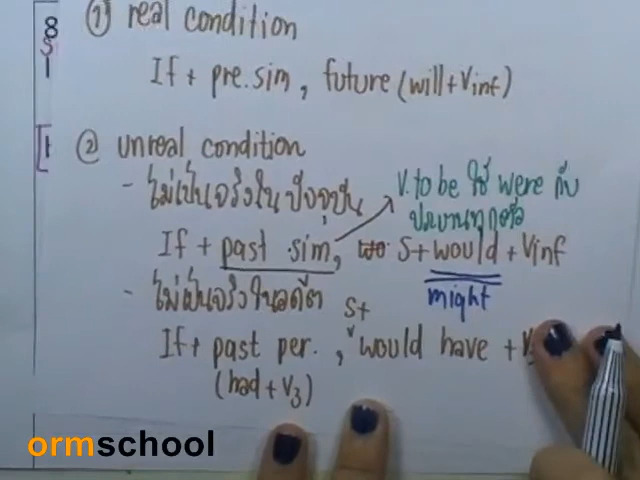 8
S
1
① real condition
If + pre.sim, future (will+Vinf)
1
② unreal condition
- ไม่เป็นจริงในปัจจุบัน
V. to be ใช้ were กับ
ประธานทุกตัว
If + past sim, S+would + Vinf
might
- ไม่เป็นจริงในอดีต
S+
If + past per. , would have + V
(had + V3)
ormschool